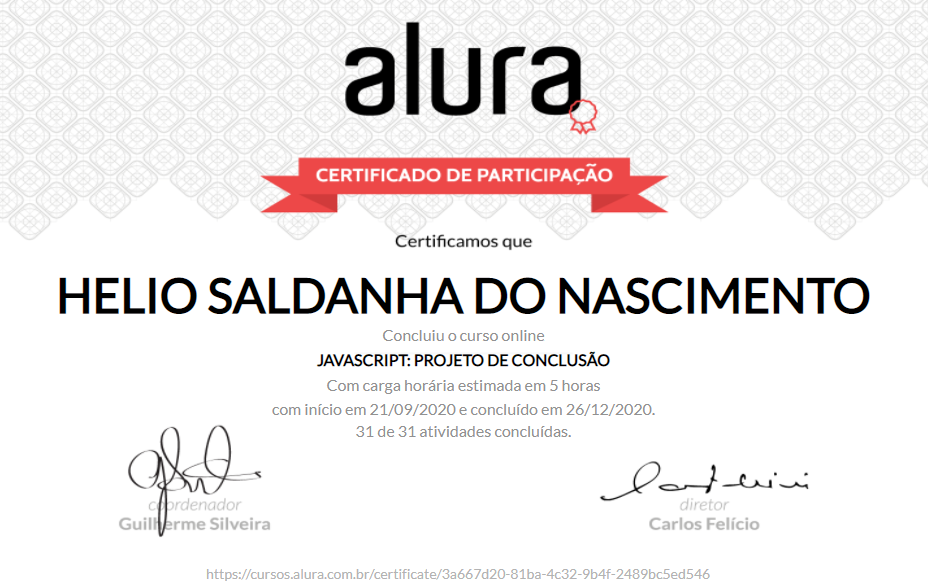 alura
CERTIFICADO DE PARTICIPAÇÃO
Certificamos que
HELIO SALDANHA DO NASCIMENTO
Concluiu o curso online
JAVASCRIPT: PROJETO DE CONCLUSÃO
Com carga horária estimada em 5 horas
com início em 21/09/2020 e concluído em 26/12/2020.
31 de 31 atividades concluídas.
coordenador
Guilherme Silveira
diretor
Carlos Felício
https://cursos.alura.com.br/certificate/3a667d20-81ba-4c32-9b4f-2489bc5ed546